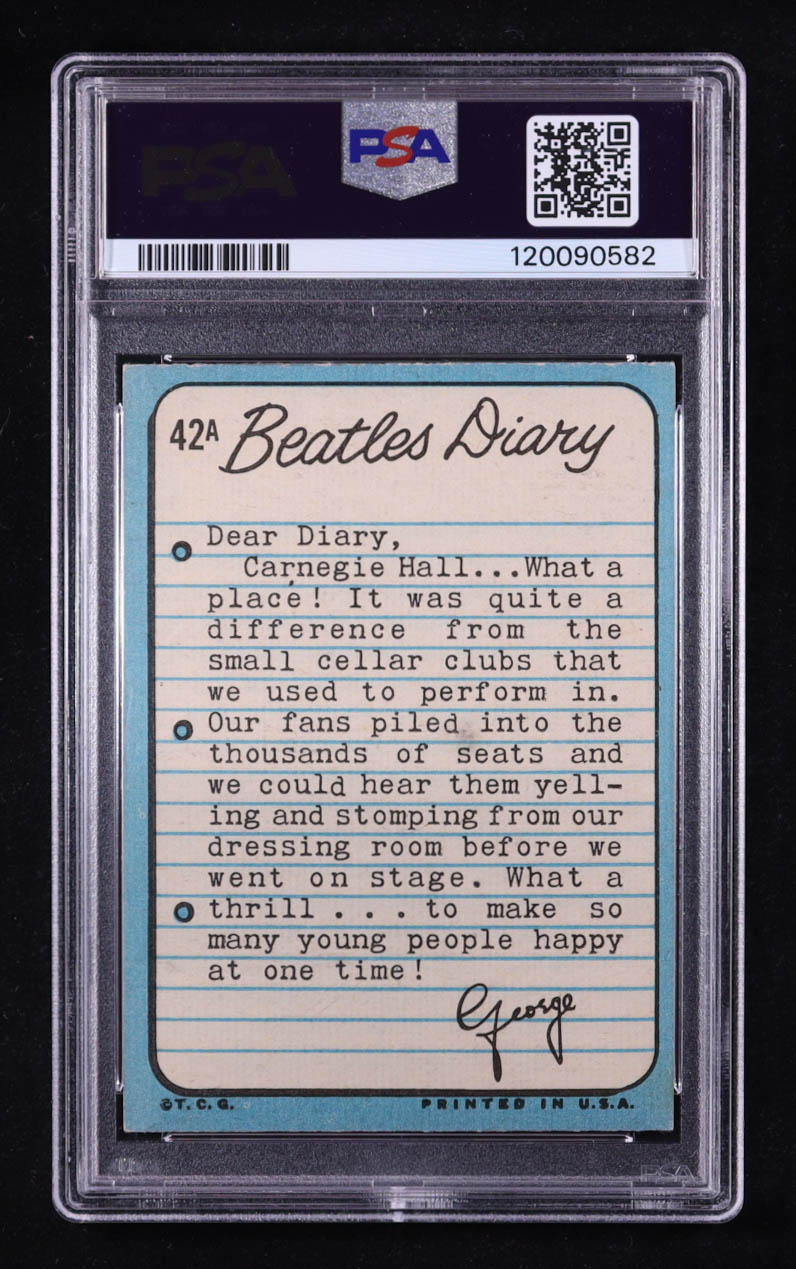 PSA
PSA
120090582
42A Beatles Diary
Dear Diary,
Carnegie Hall...What a
place! It was quite a
difference from the
small cellar clubs that
we used to perform in.
Our fans piled into the
thousands of seats and
we could hear them yell-
ing and stomping from our
dressing room before we
went on stage. What a
thrill . . . to make so
many young people happy
at one time!
George
©T.C.G.
PRINTED IN U.S.A.
PSA